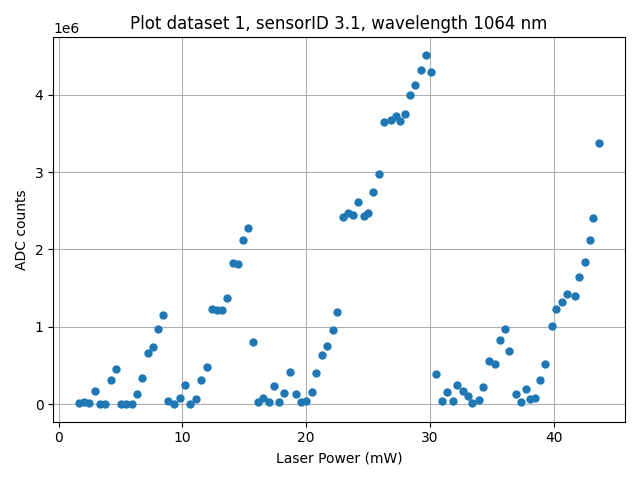 Plot dataset 1, sensorID 3.1, wavelength 1064 nm
1e6
4
3
2
1
0
ADC counts
0 10 20 30 40
Laser Power (mW)